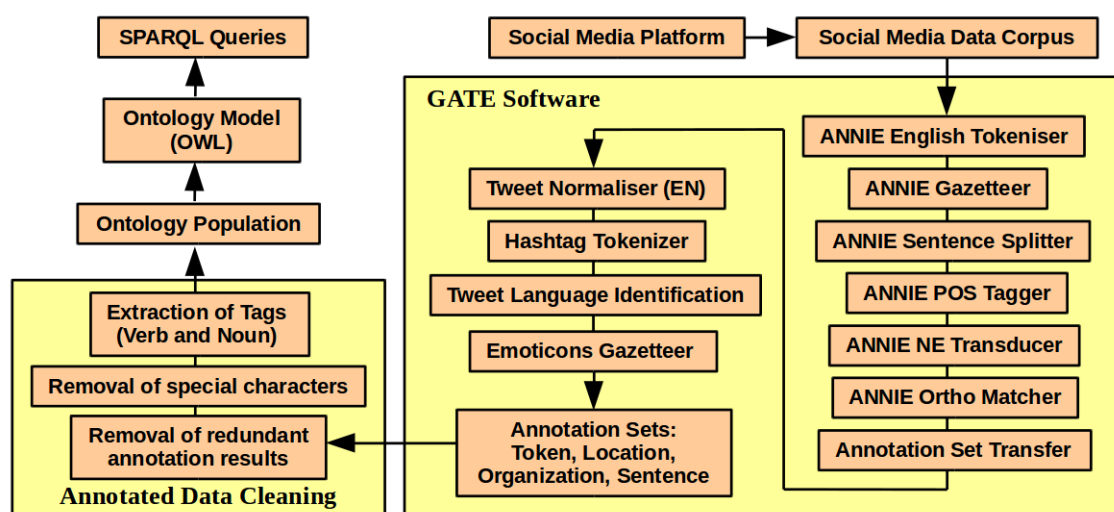 SPARQL Queries
Social Media Platform
Social Media Data Corpus
GATE Software
Ontology Model
(OWL)
ANNIE English Tokeniser
Tweet Normaliser (EN)
ANNIE Gazetteer
Ontology Population
Hashtag Tokenizer
ANNIE Sentence Splitter
Tweet Language Identification
ANNIE POS Tagger
Extraction of Tags
(Verb and Noun)
Emoticons Gazetteer
ANNIE NE Transducer
Removal of special characters
ANNIE Ortho Matcher
Removal of redundant
annotation results
Annotation Sets:
Token, Location,
Organization, Sentence
Annotation Set Transfer
Annotated Data Cleaning